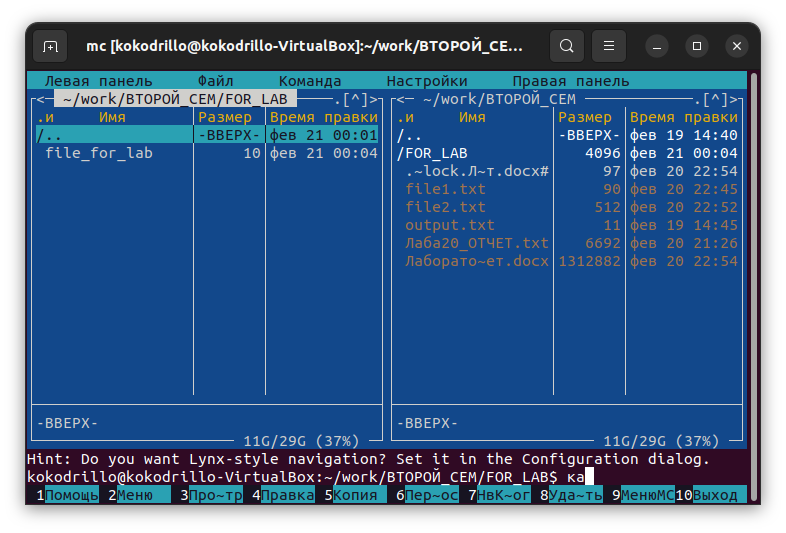 mc [kokodrillo@kokodrillo-VirtualBox]:~/work/ВТОРОЙ_СЕ...
Левая панель Файл Команда Настройки Правая панель
<─ ~/work/ВТОРОЙ_СЕМ/FOR_LAB ─.[^]> <─ ~/work/ВТОРОЙ_СЕМ ─.[^]>
.и Имя Размер Время правки .и Имя Размер Время правки
/.. -ВВЕРХ- фев 21 00:01 /.. -ВВЕРХ- фев 19 14:40
file_for_lab 10 фев 21 00:04 /FOR_LAB 4096 фев 21 00:04
.~lock.Л~т.docx# 97 фев 20 22:54
file1.txt 90 фев 20 22:45
file2.txt 512 фев 20 22:52
output.txt 11 фев 19 14:45
Лаба20_ОТЧЕТ.txt 6692 фев 20 21:26
Лаборато~ет.docx 1312882 фев 20 22:54
-ВВЕРХ- -ВВЕРХ-
11G/29G (37%) 11G/29G (37%)
Hint: Do you want Lynx-style navigation? Set it in the Configuration dialog.
kokodrillo@kokodrillo-VirtualBox:~/work/ВТОРОЙ_СЕМ/FOR_LAB$ ка
1Помощь 2Меню 3Про~тр 4Правка 5Копия 6Пер~ос 7НвК~ог 8Уда~ть 9МенюМС 10Выход